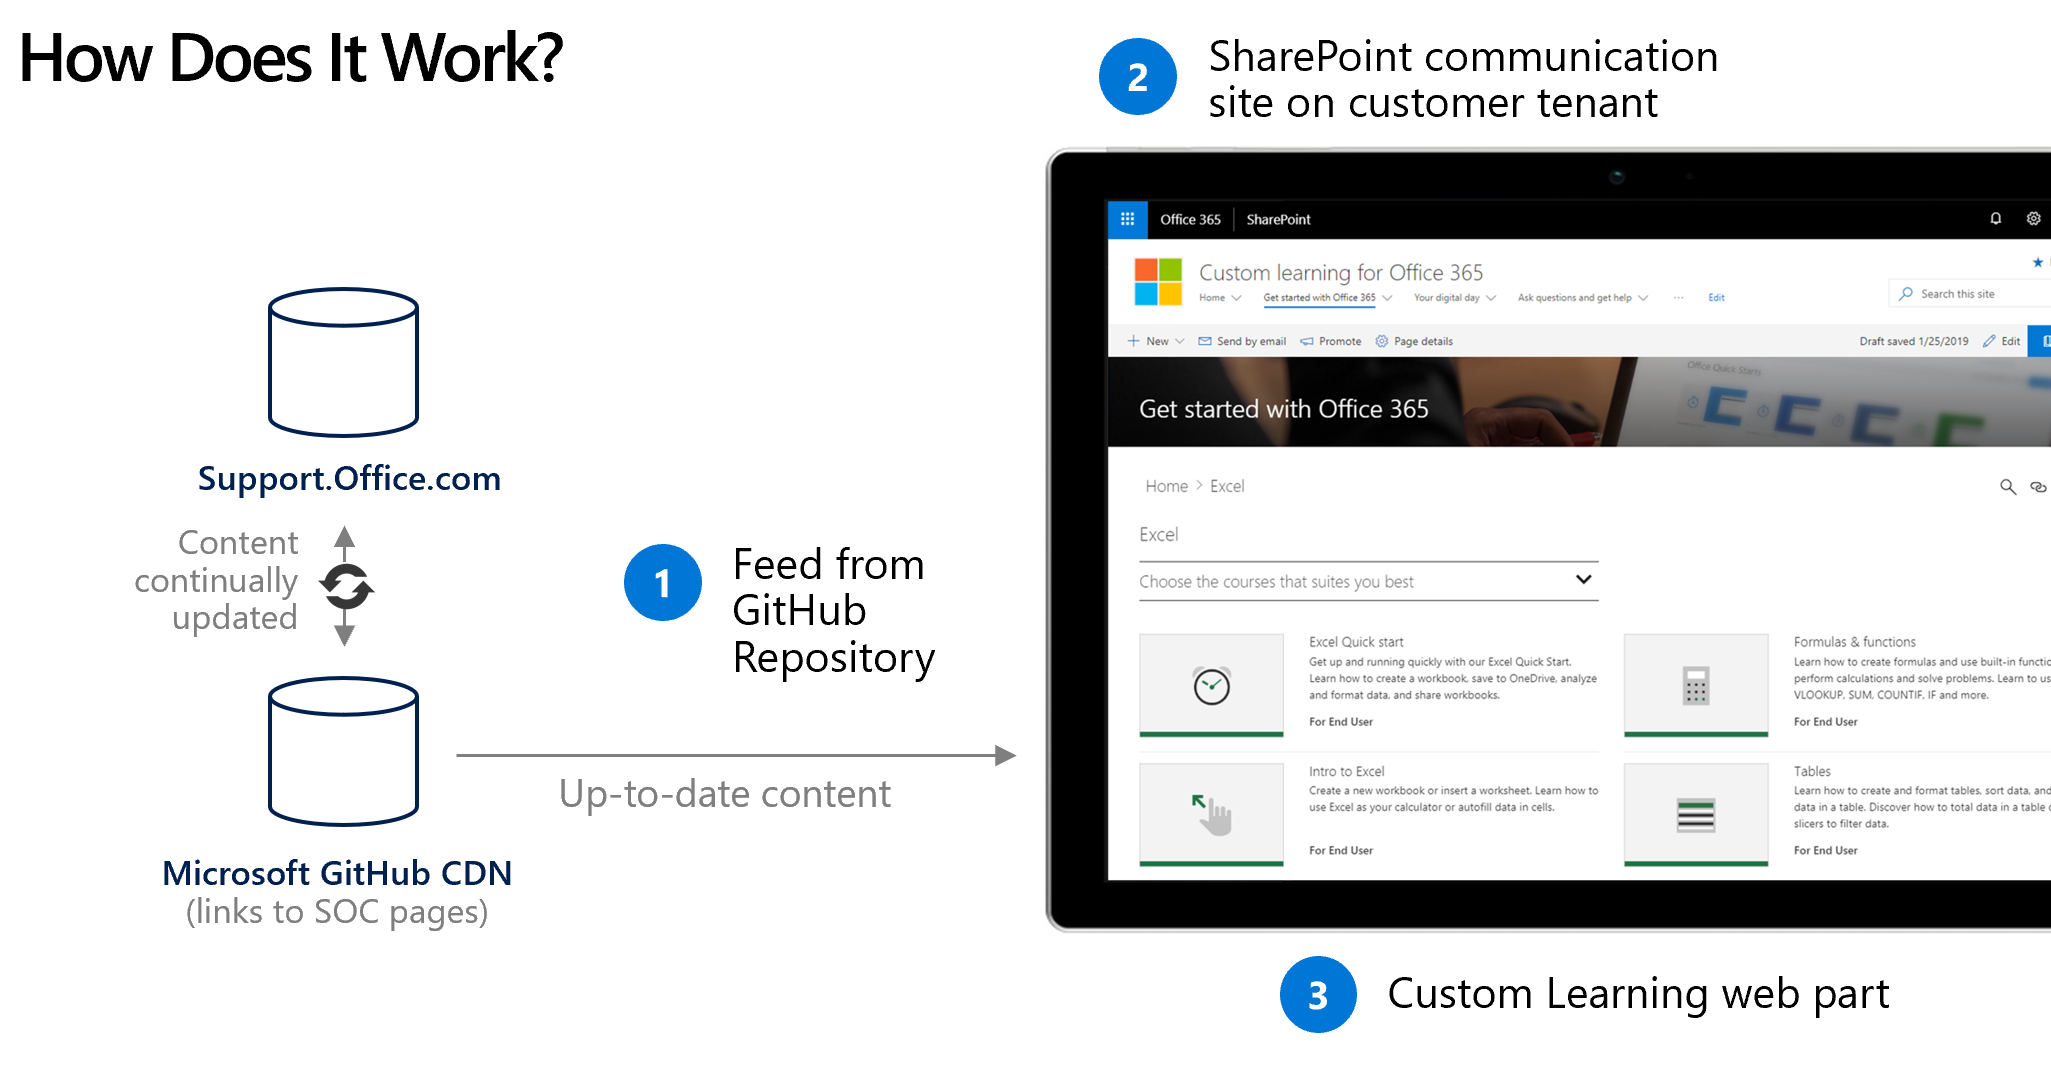 How Does It Work?
2
SharePoint communication
site on customer tenant
Support.Office.com
Content
continually
updated
Microsoft GitHub CDN
(links to SOC pages)
1
Feed from
GitHub
Repository
Up-to-date content
Office 365
SharePoint
Custom learning for Office 365
Home
Get started with Office 365
Your digital day
Ask questions and get help
...
Edit
Search this site
New
Send by email
Promote
Page details
Draft saved 1/25/2019
Edit
Office Quick Starts
Get started with Office 365
Home > Excel
Excel
Choose the courses that suites you best
Excel Quick start
Get up and running quickly with our Excel Quick Start.
Learn how to create a workbook, save to OneDrive, analyze
and format data, and share workbooks.
For End User
Formulas & functions
Learn how to create formulas and use built-in functio
perform calculations and solve problems. Learn to us
VLOOKUP, SUM, COUNTIF, IF and more.
For End User
Intro to Excel
Create a new workbook or insert a worksheet. Learn how to
use Excel as your calculator or autofill data in cells.
For End User
Tables
Learn how to create and format tables, sort data, and
data in a table. Discover how to total data in a table
slicers to filter data.
For End User
3
Custom Learning web part